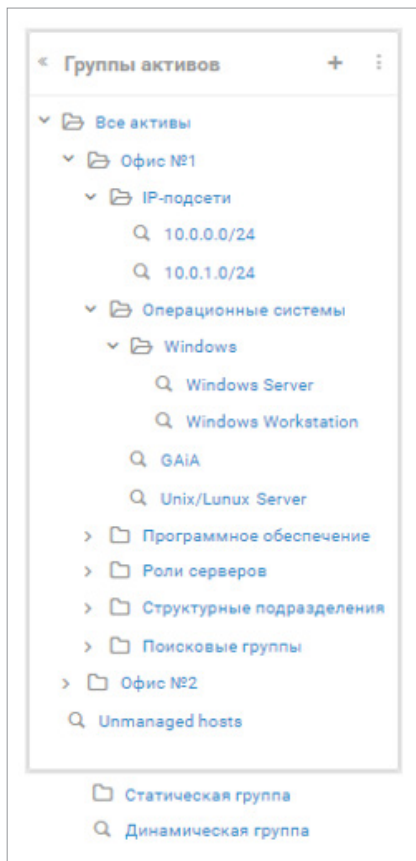 Группы активов
Все активы
Офис №1
IP-подсети
10.0.0.0/24
10.0.1.0/24
Операционные системы
Windows
Windows Server
Windows Workstation
GAiA
Unix/Lunux Server
Программное обеспечение
Роли серверов
Структурные подразделения
Поисковые группы
Офис №2
Unmanaged hosts
Статическая группа
Динамическая группа